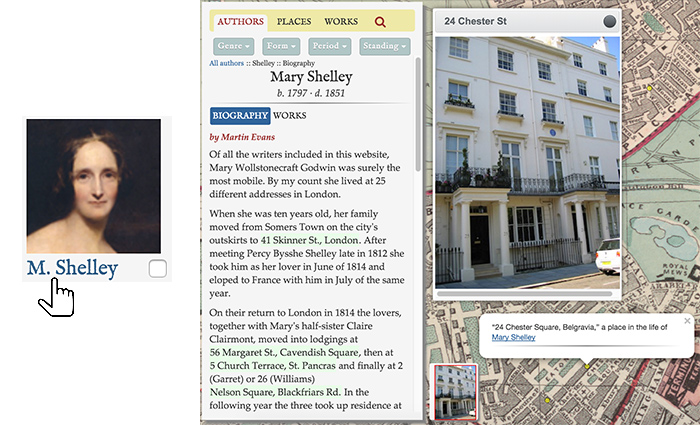 M. Shelley
AUTHORS PLACES WORKS
Genre Form Period Standing
All authors :: Shelley :: Biography
Mary Shelley
b. 1797 · d. 1851
BIOGRAPHY WORKS
by Martin Evans
Of all the writers included in this website,
Mary Wollstonecraft Godwin was surely the
most mobile. By my count she lived at 25
different addresses in London.
When she was ten years old, her family
moved from Somers Town on the city's
outskirts to 41 Skinner St., London. After
meeting Percy Bysshe Shelley late in 1812 she
took him as her lover in June of 1814 and
eloped to France with him in July of the same
year.
On their return to London in 1814 the lovers,
together with Mary's half-sister Claire
Clairmont, moved into lodgings at
56 Margaret St., Cavendish Square, then at
5 Church Terrace, St. Pancras and finally at 2
(Garret) or 26 (Williams)
Nelson Square, Blackfriars Rd. In the
following year the three took up residence at
24 Chester St
ROYAL
MEWS
"24 Chester Square, Belgravia," a place in the life of
Mary Shelley